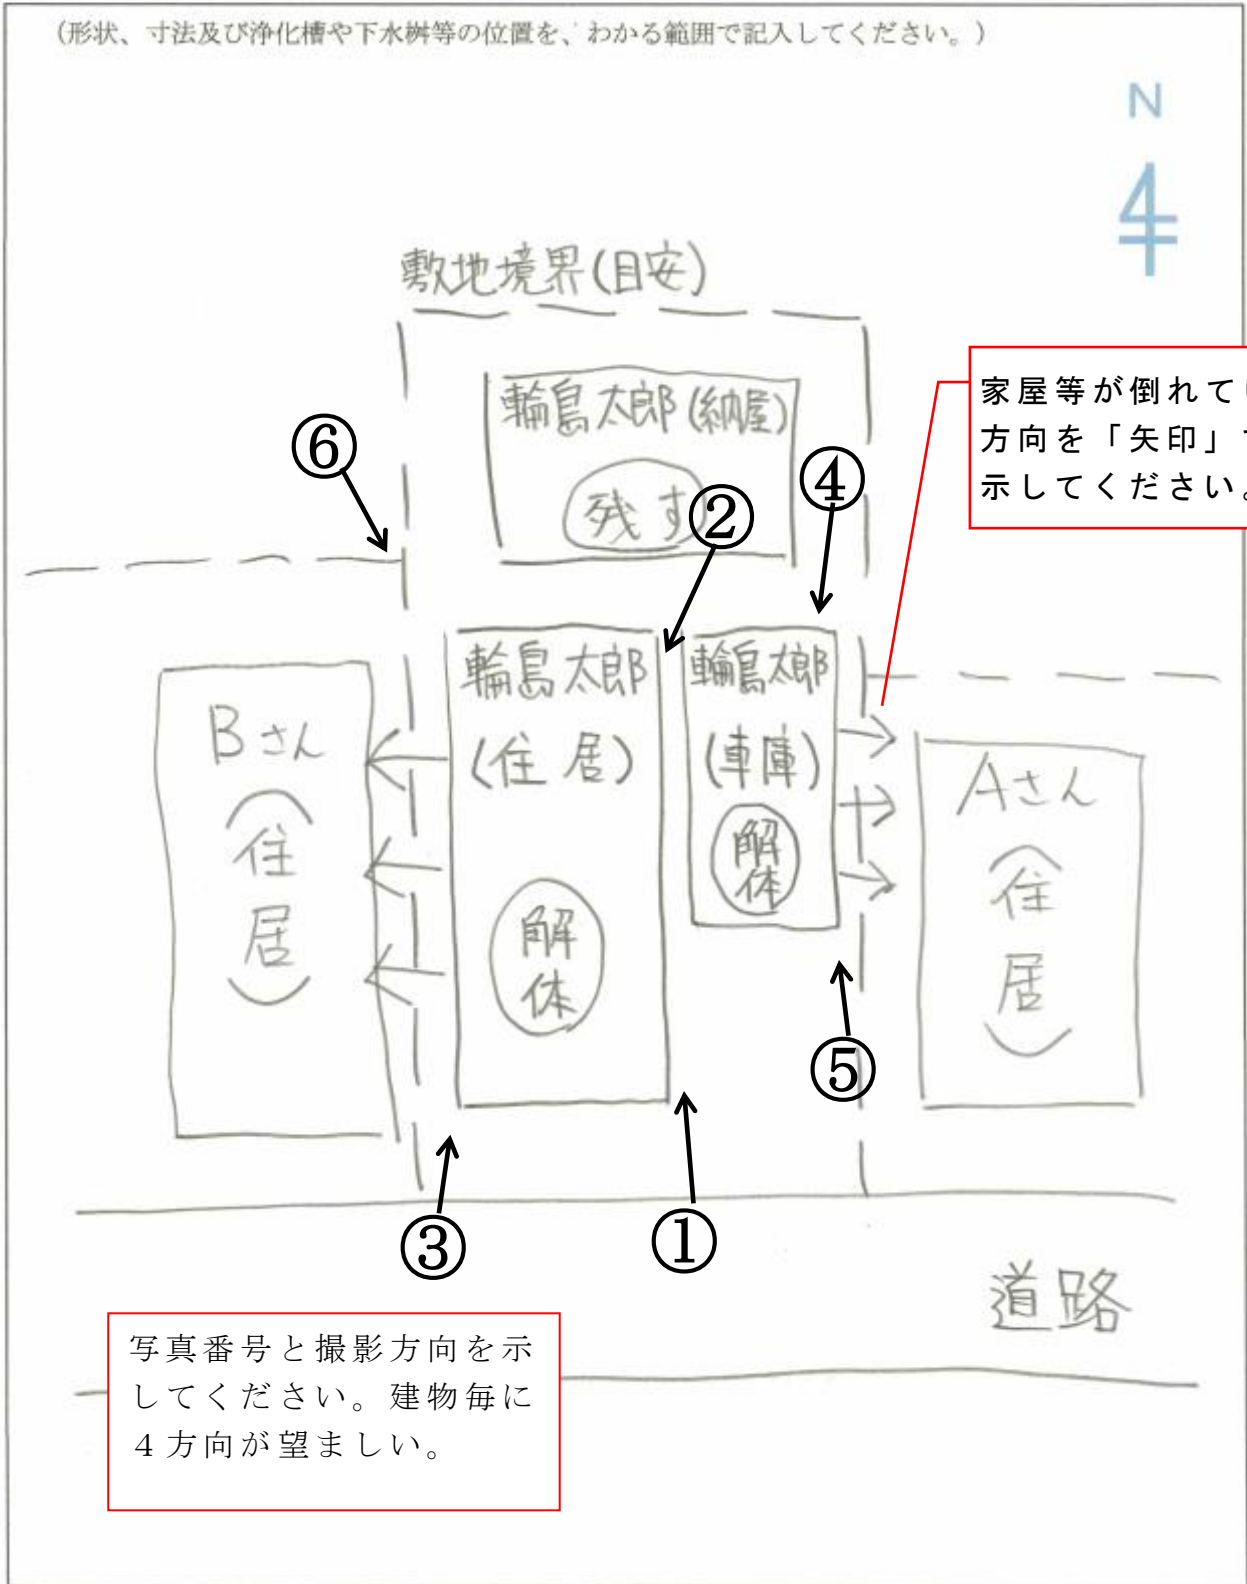 (形状、寸法及び浄化槽や下水桝等の位置を、わかる範囲で記入してください。)
N
敷地境界(目安)
輪島太郎(納屋)
残す
家屋等が倒れてい
方向を「矢印」で
示してください。
⑥
②
④
輪島太郎
(住居)
解体
輪島太郎
(車庫)
解体
Bさん
(住居)
Aさん
(住居)
⑤
③
①
道路
写真番号と撮影方向を示
してください。建物毎に
4方向が望ましい。